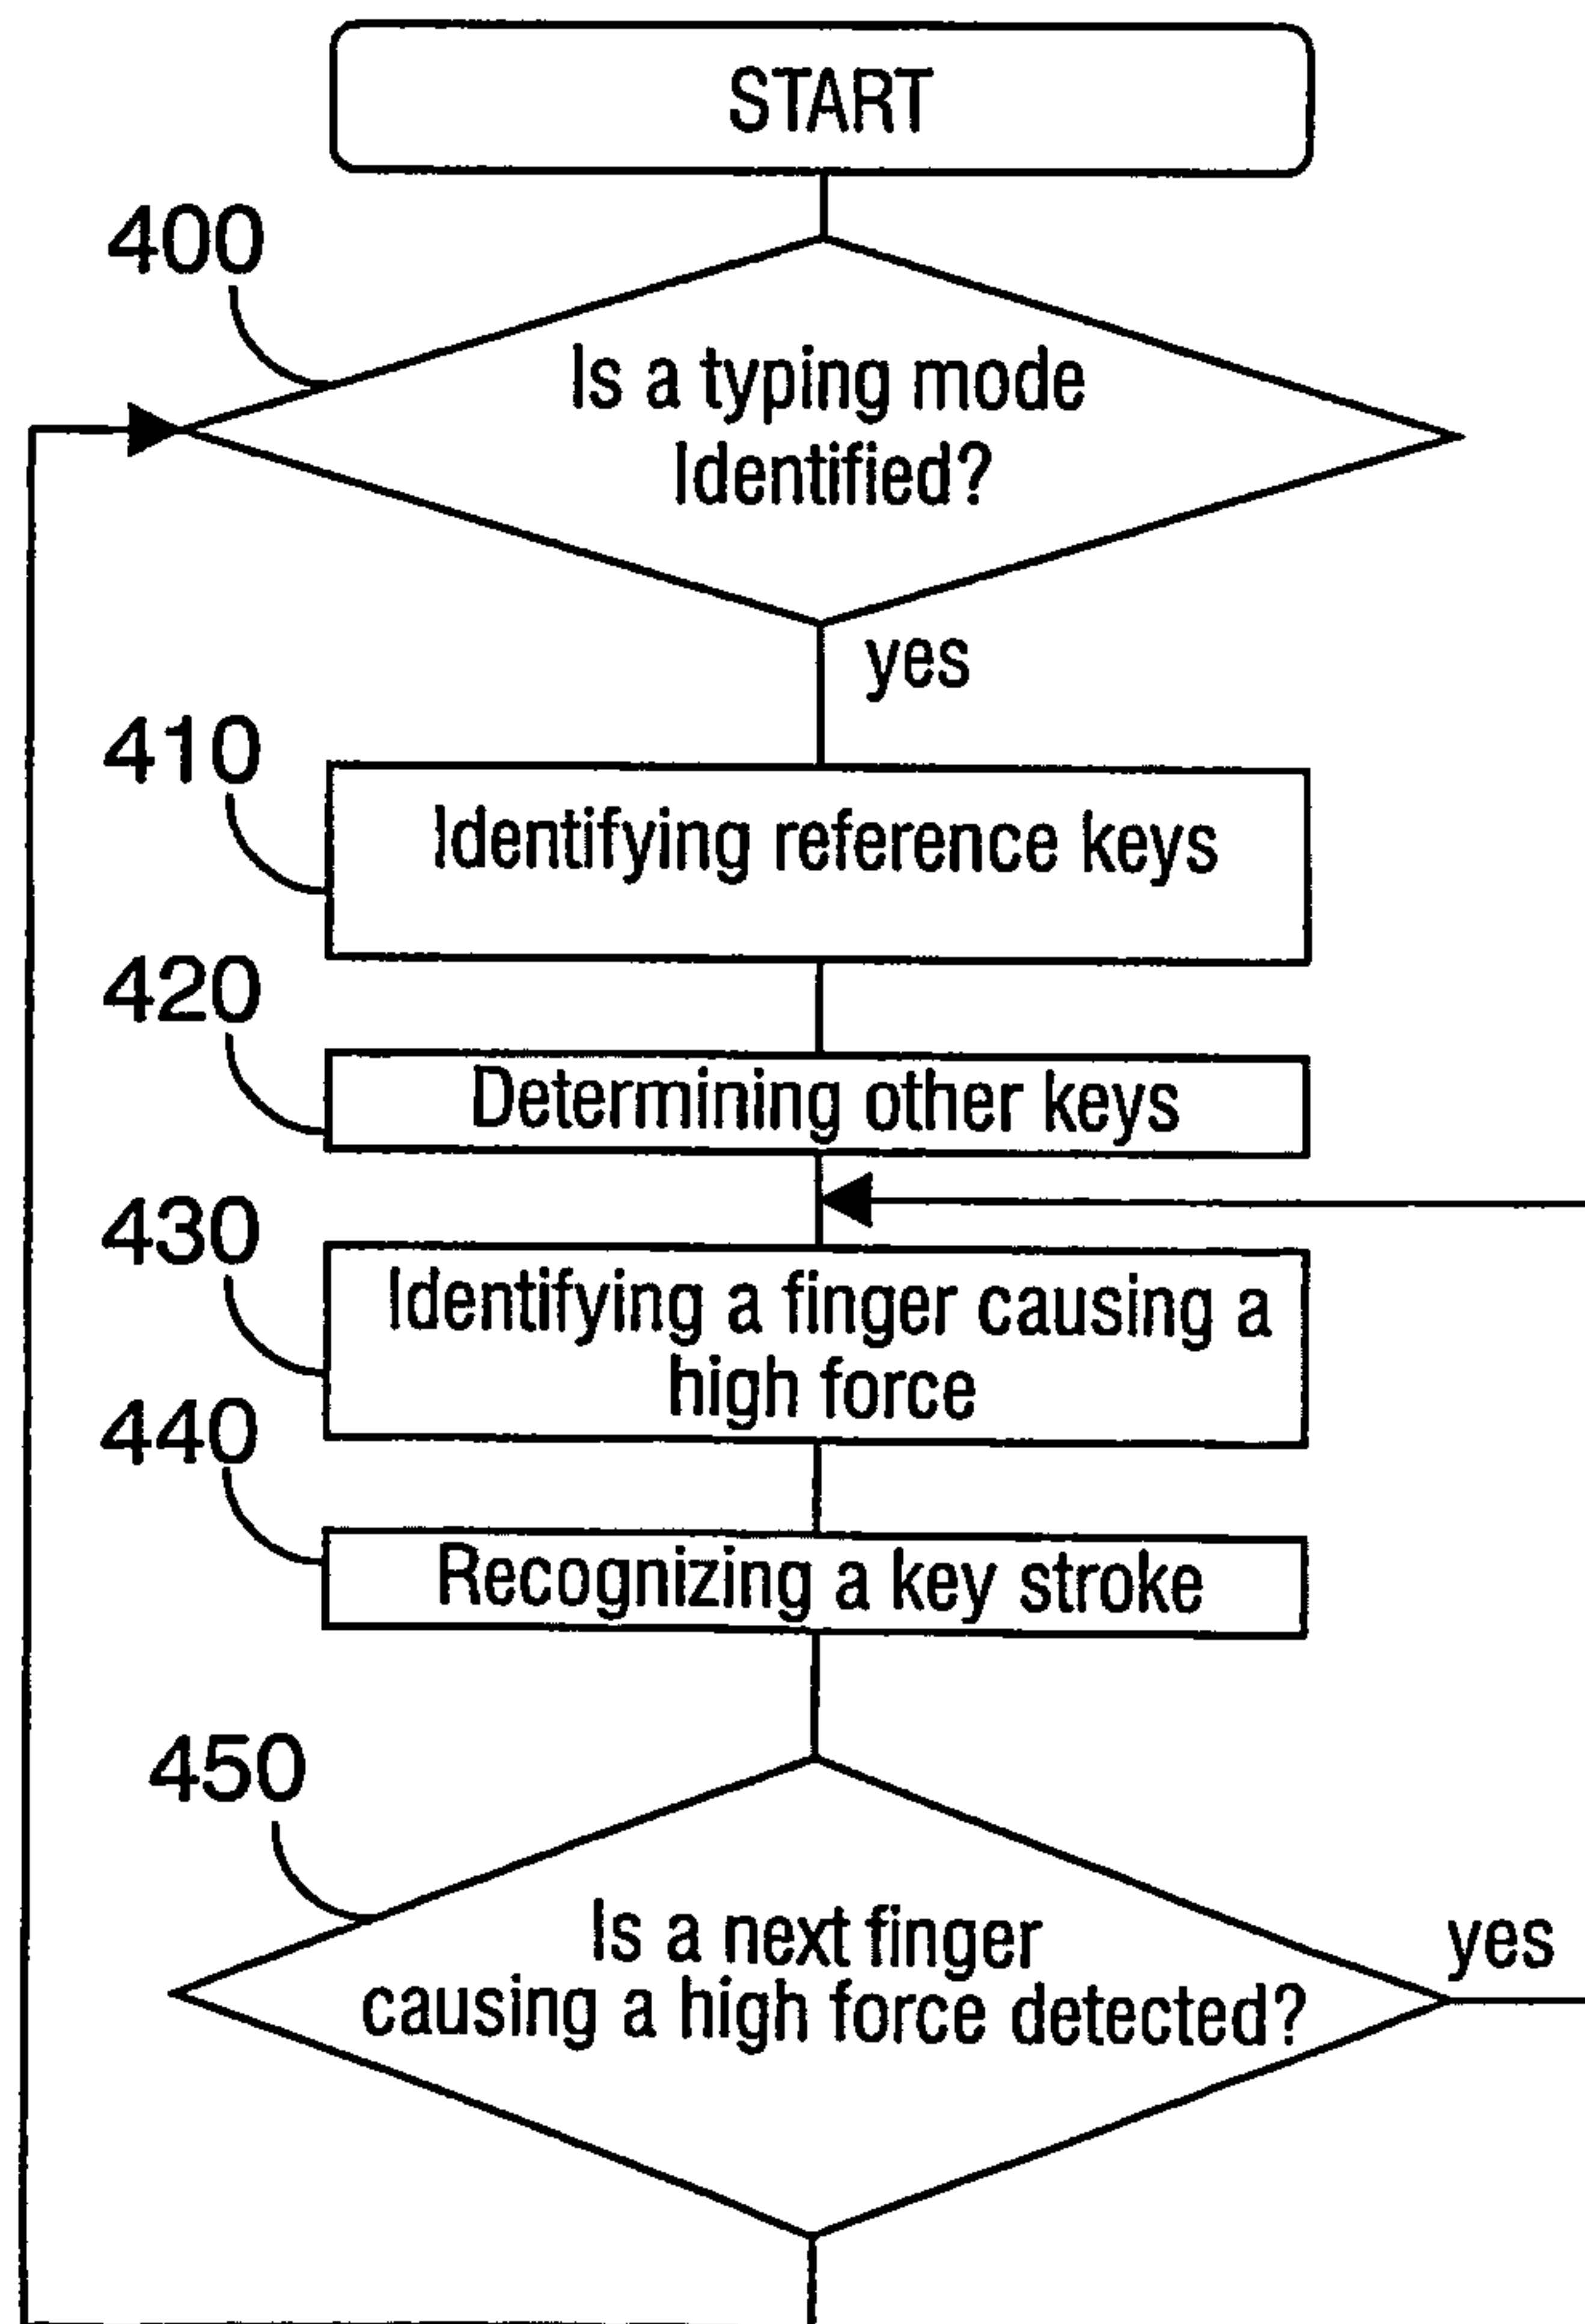 START
400
Is a typing mode
Identified?
yes
410
Identifying reference keys
420
Determining other keys
430
Identifying a finger causing a
high force
440
Recognizing a key stroke
450
Is a next finger
causing a high force detected?
yes